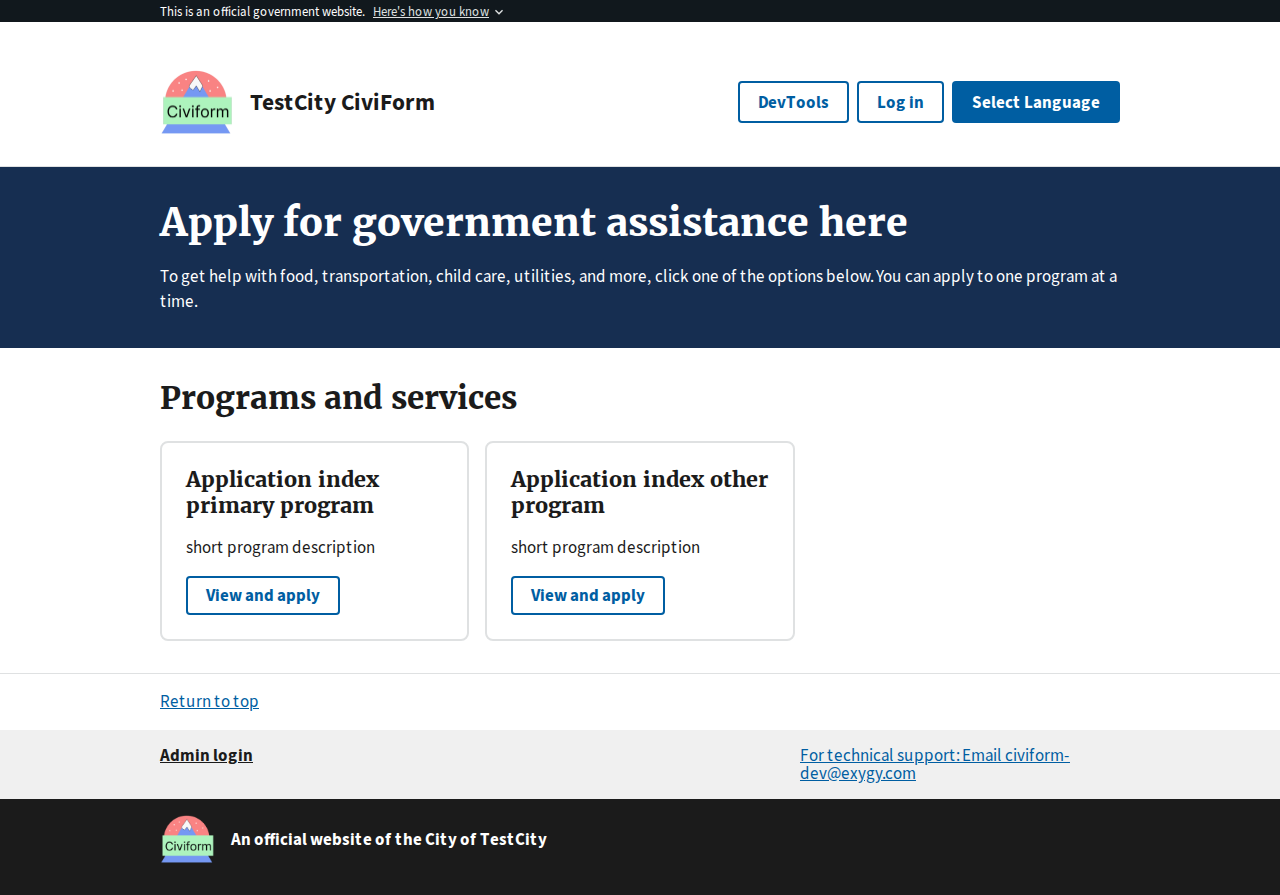 This is an official government website. Here's how you know
Civiform
TestCity CiviForm
DevTools
Log in
Select Language
Apply for government assistance here
To get help with food, transportation, child care, utilities, and more, click one of the options below. You can apply to one program at a
time.
Programs and services
Application index
primary program
short program description
View and apply
Application index other
program
short program description
View and apply
Return to top
Admin login
For technical support: Email civiform-
dev@exygy.com
Civiform
An official website of the City of TestCity